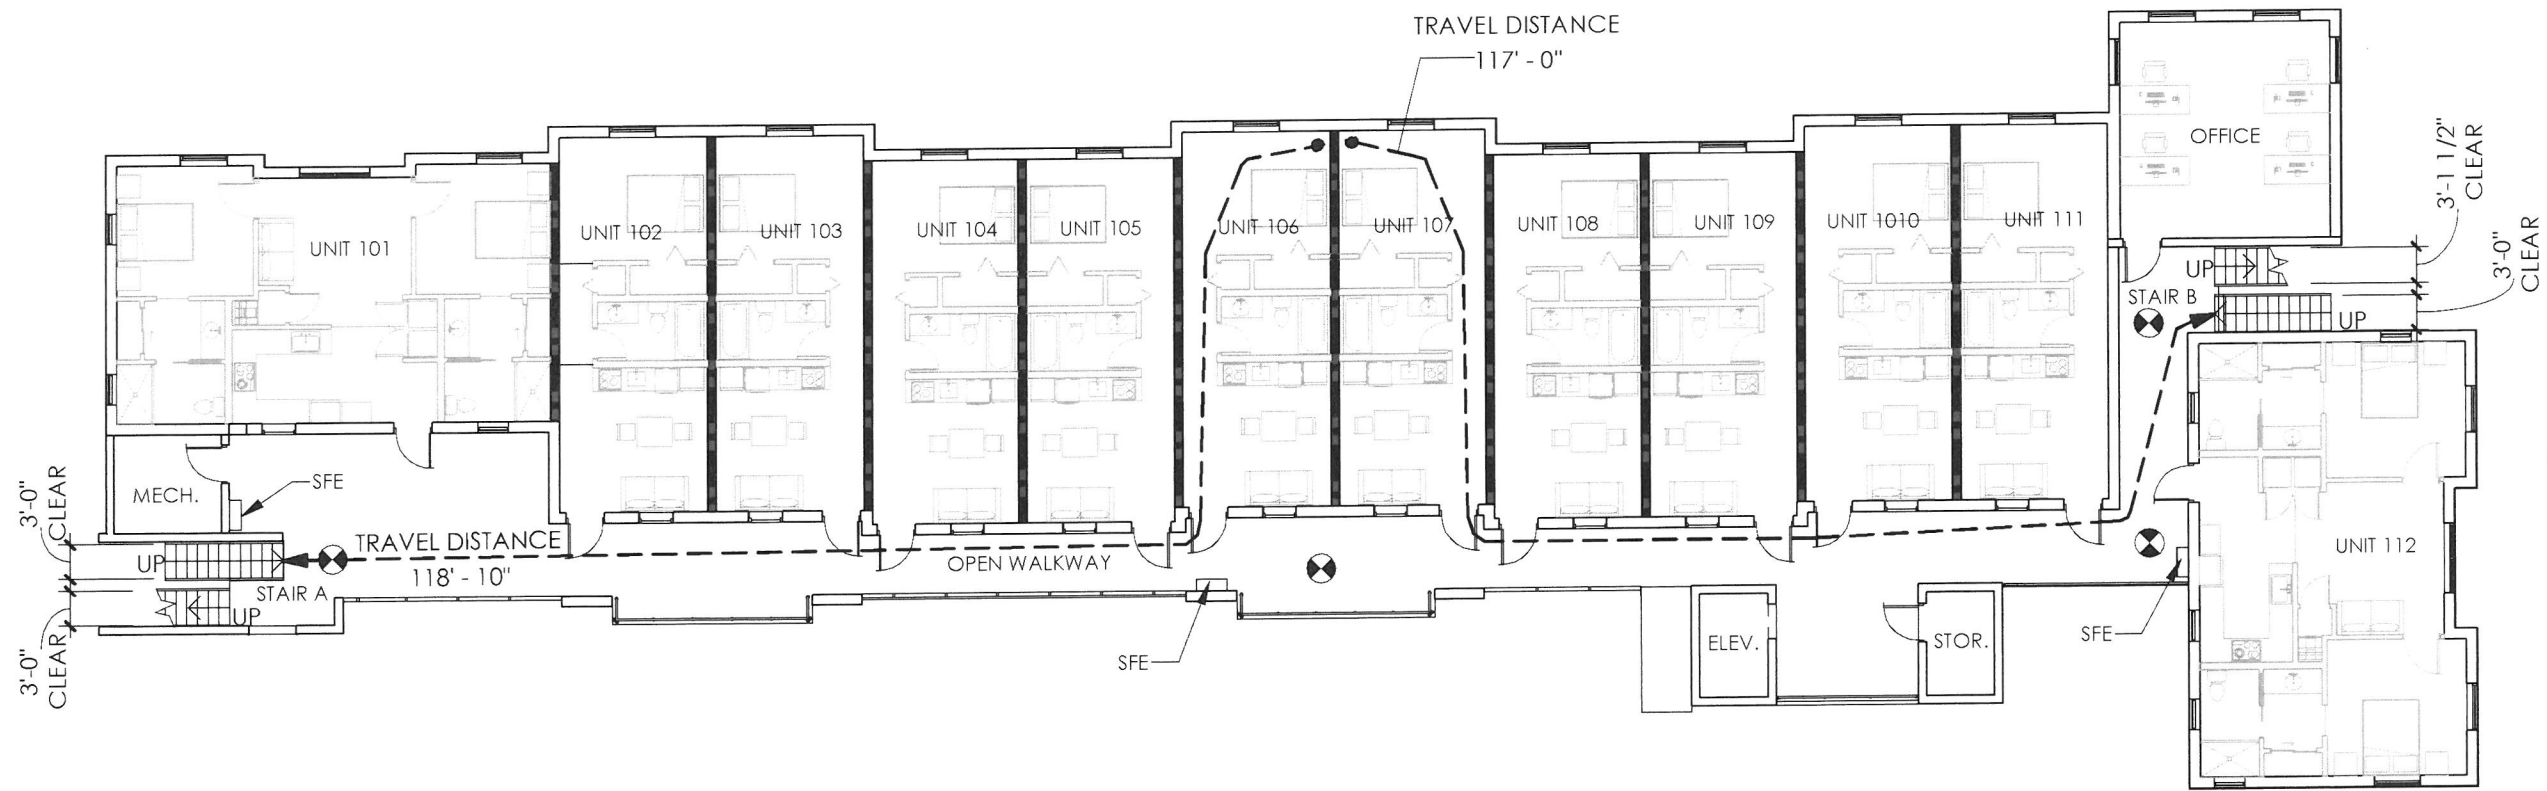 TRAVEL DISTANCE
117' - 0"
OFFICE
3'-1 1/2"
CLEAR
3'-0"
CLEAR
UNIT 101
UNIT 102
UNIT 103
UNIT 104
UNIT 105
UNIT 106
UNIT 107
UNIT 108
UNIT 109
UNIT 1010
UNIT 111
UP
STAIR B
UP
MECH.
SFE
3'-0"
CLEAR
TRAVEL DISTANCE
118' - 10"
UP
STAIR A
UP
3'-0"
CLEAR
OPEN WALKWAY
SFE
ELEV.
STOR.
SFE
UNIT 112